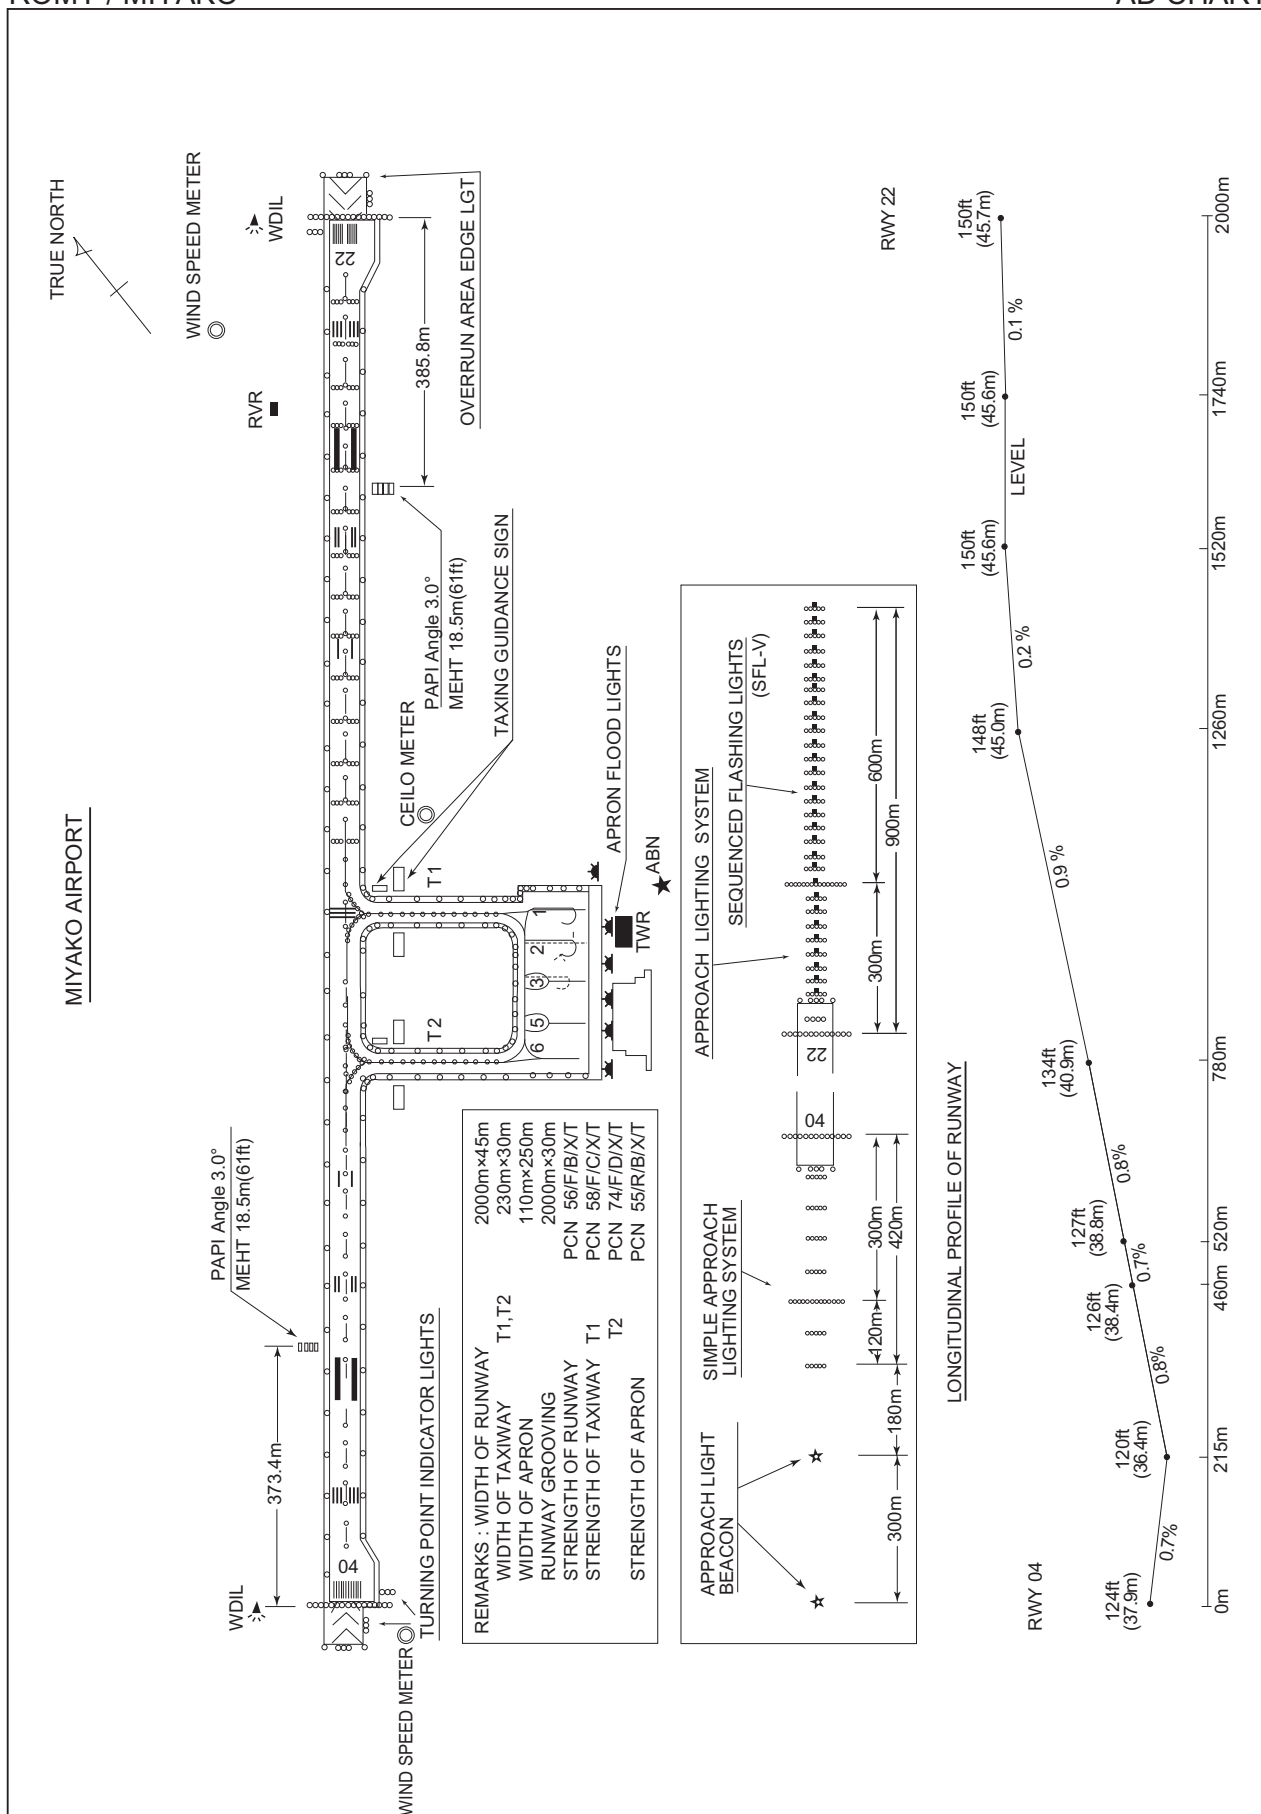 ROMY / MIYAKO
AD CHART
MIYAKO AIRPORT
TRUE NORTH
WIND SPEED METER
WDIL
RVR
22
385.8m
OVERRUN AREA EDGE LGT
PAPI Angle 3.0°
MEHT 18.5m(61ft)
TAXING GUIDANCE SIGN
CEILO METER
T1
T2
APRON FLOOD LIGHTS
ABN
TWR
1
2
3
5
6
PAPI Angle 3.0°
MEHT 18.5m(61ft)
373.4m
04
WDIL
WIND SPEED METER
TURNING POINT INDICATOR LIGHTS
REMARKS : WIDTH OF RUNWAY 2000m×45m
WIDTH OF TAXIWAY T1,T2 230m×30m
WIDTH OF APRON 110m×250m
RUNWAY GROOVING 2000m×30m
STRENGTH OF RUNWAY PCN 56/F/B/X/T
STRENGTH OF TAXIWAY T1 PCN 58/F/C/X/T
T2 PCN 74/F/D/X/T
STRENGTH OF APRON PCN 55/R/B/X/T
APPROACH LIGHT
BEACON
SIMPLE APPROACH
LIGHTING SYSTEM
APPROACH LIGHTING SYSTEM
SEQUENCED FLASHING LIGHTS
(SFL-V)
04
22
300m
180m
120m
300m
420m
300m
600m
900m
LONGITUDINAL PROFILE OF RUNWAY
RWY 04
RWY 22
124ft
(37.9m)
0.7%
120ft
(36.4m)
0.8%
126ft
(38.4m)
0.7%
127ft
(38.8m)
0.8%
134ft
(40.9m)
0.9 %
148ft
(45.0m)
0.2 %
150ft
(45.6m)
LEVEL
150ft
(45.6m)
0.1 %
150ft
(45.7m)
0m
215m
460m
520m
780m
1260m
1520m
1740m
2000m